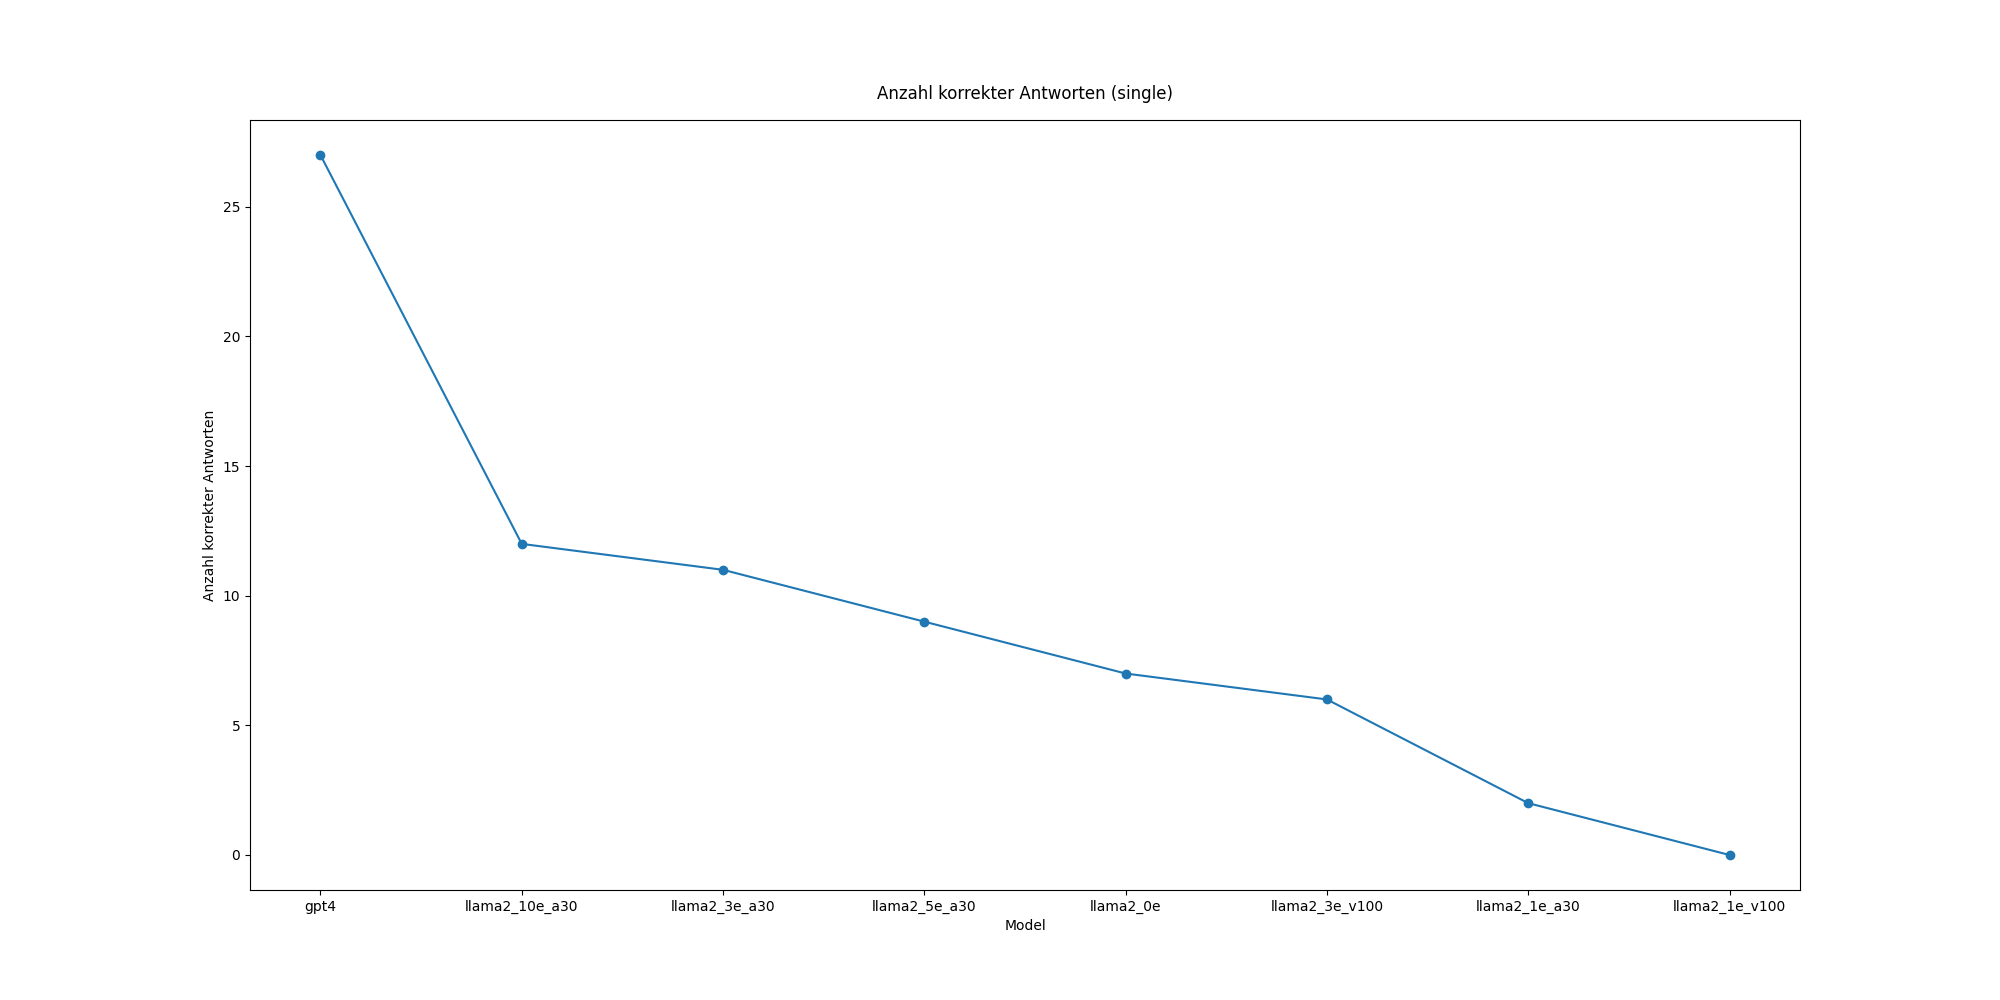 Anzahl korrekter Antworten (single)
Anzahl korrekter Antworten
25
20
15
10
5
0
gpt4 llama2_10e_a30 llama2_3e_a30 llama2_5e_a30 llama2_0e llama2_3e_v100 llama2_1e_a30 llama2_1e_v100
Model